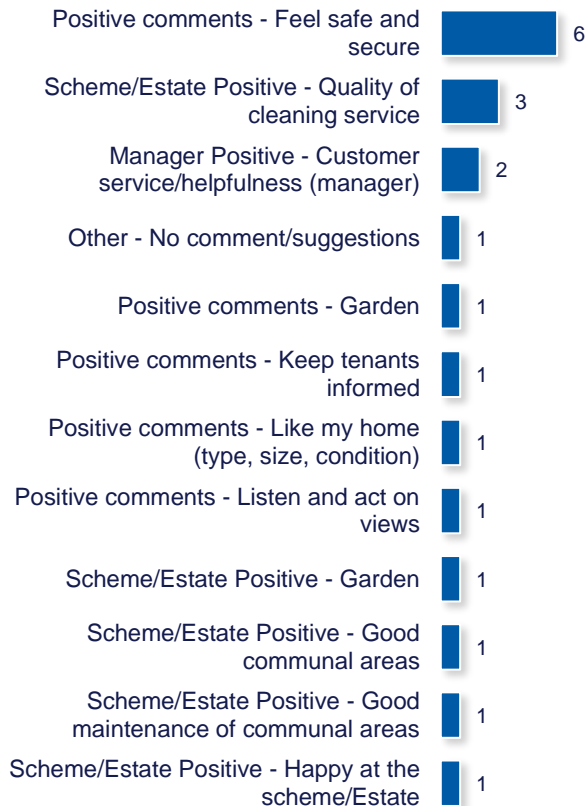 Positive comments - Feel safe and
secure
6
Scheme/Estate Positive - Quality of
cleaning service
3
Manager Positive - Customer
service/helpfulness (manager)
2
Other - No comment/suggestions
1
Positive comments - Garden
1
Positive comments - Keep tenants
informed
1
Positive comments - Like my home
(type, size, condition)
1
Positive comments - Listen and act on
views
1
Scheme/Estate Positive - Garden
1
Scheme/Estate Positive - Good
communal areas
1
Scheme/Estate Positive - Good
maintenance of communal areas
1
Scheme/Estate Positive - Happy at the
scheme/Estate
1